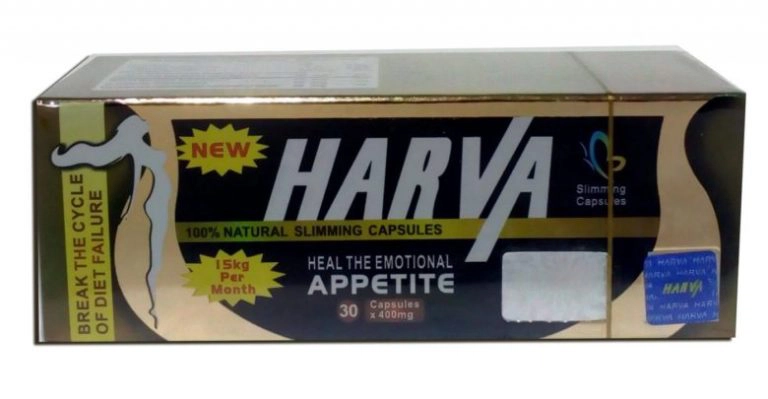 BREAK THE CYCLE
OF DIET FAILURE
NEW
HARVA
Slimming
Capsules
100% NATURAL SLIMMING CAPSULES
15kg
Per
Month
HEAL THE EMOTIONAL
APPETITE
30 Capsules
x 400mg
HARVA